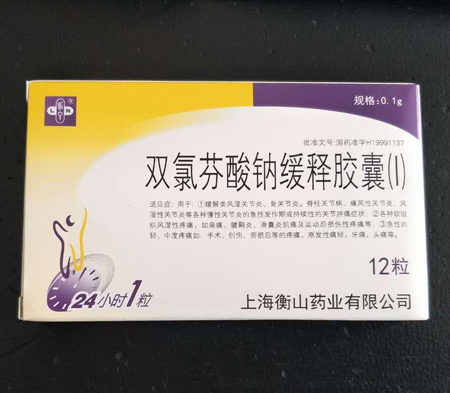 L N
®
规格:0.1g
批准文号:国药准字H19991137
双氯芬酸钠缓释胶囊(I)
适应症:用于:①缓解类风湿关节炎、骨关节炎、脊柱关节病、痛风性关节炎、风
湿性关节炎等各种慢性关节炎的急性发作期或持续性的关节肿痛症状;②各种软组
织风湿性疼痛,如肩痛、腱鞘炎、滑囊炎肌痛及运动后损伤性疼痛等;③急性的
轻、中度疼痛如:手术、创伤、劳损后等的疼痛,原发性痛经,牙痛,头痛等。
24小时1粒
12粒
上海衡山药业有限公司